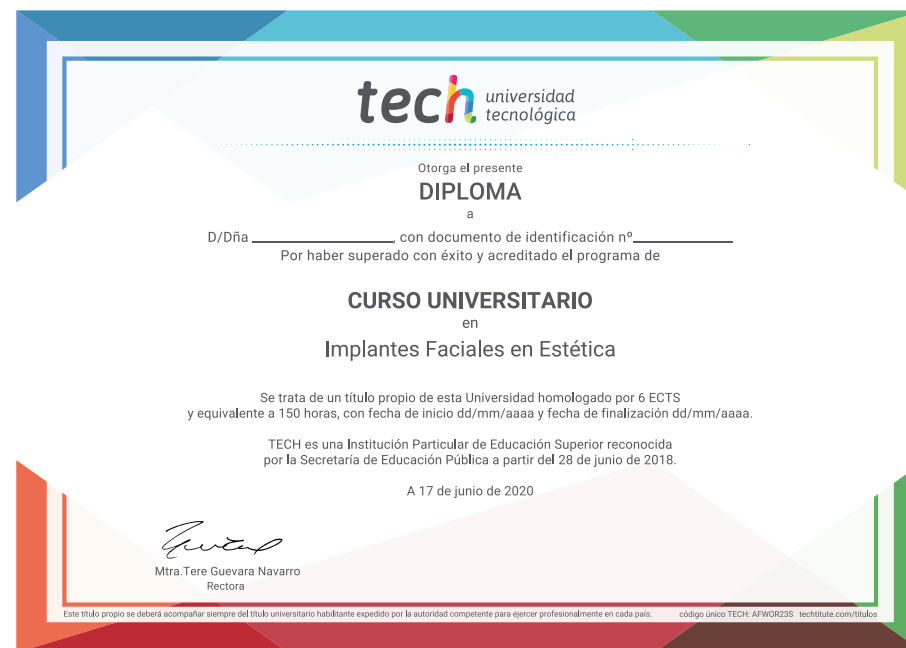 tech universidad
tecnológica
Otorga el presente
DIPLOMA
a
D/Dña ____________________, con documento de identificación nº______________
Por haber superado con éxito y acreditado el programa de
CURSO UNIVERSITARIO
en
Implantes Faciales en Estética
Se trata de un título propio de esta Universidad homologado por 6 ECTS
y equivalente a 150 horas, con fecha de inicio dd/mm/aaaa y fecha de finalización dd/mm/aaaa.
TECH es una Institución Particular de Educación Superior reconocida
por la Secretaría de Educación Pública a partir del 28 de junio de 2018.
A 17 de junio de 2020
Mtra.Tere Guevara Navarro
Rectora
Este título propio se deberá acompañar siempre del título universitario habilitante expedido por la autoridad competente para ejercer profesionalmente en cada país. código único TECH: AFWOR23S techtitute.com/títulos